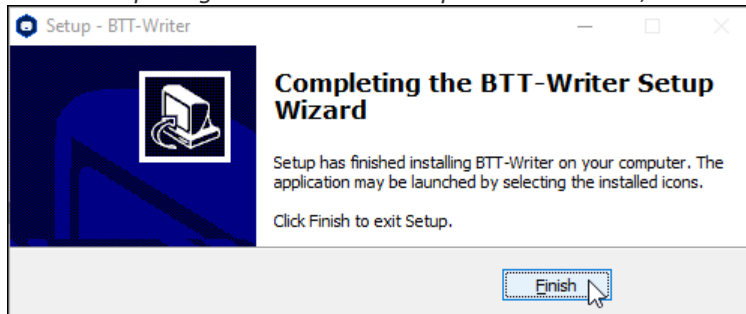 Setup - BTT-Writer
Completing the BTT-Writer Setup
Wizard
Setup has finished installing BTT-Writer on your computer. The
application may be launched by selecting the installed icons.
Click Finish to exit Setup.
Finish